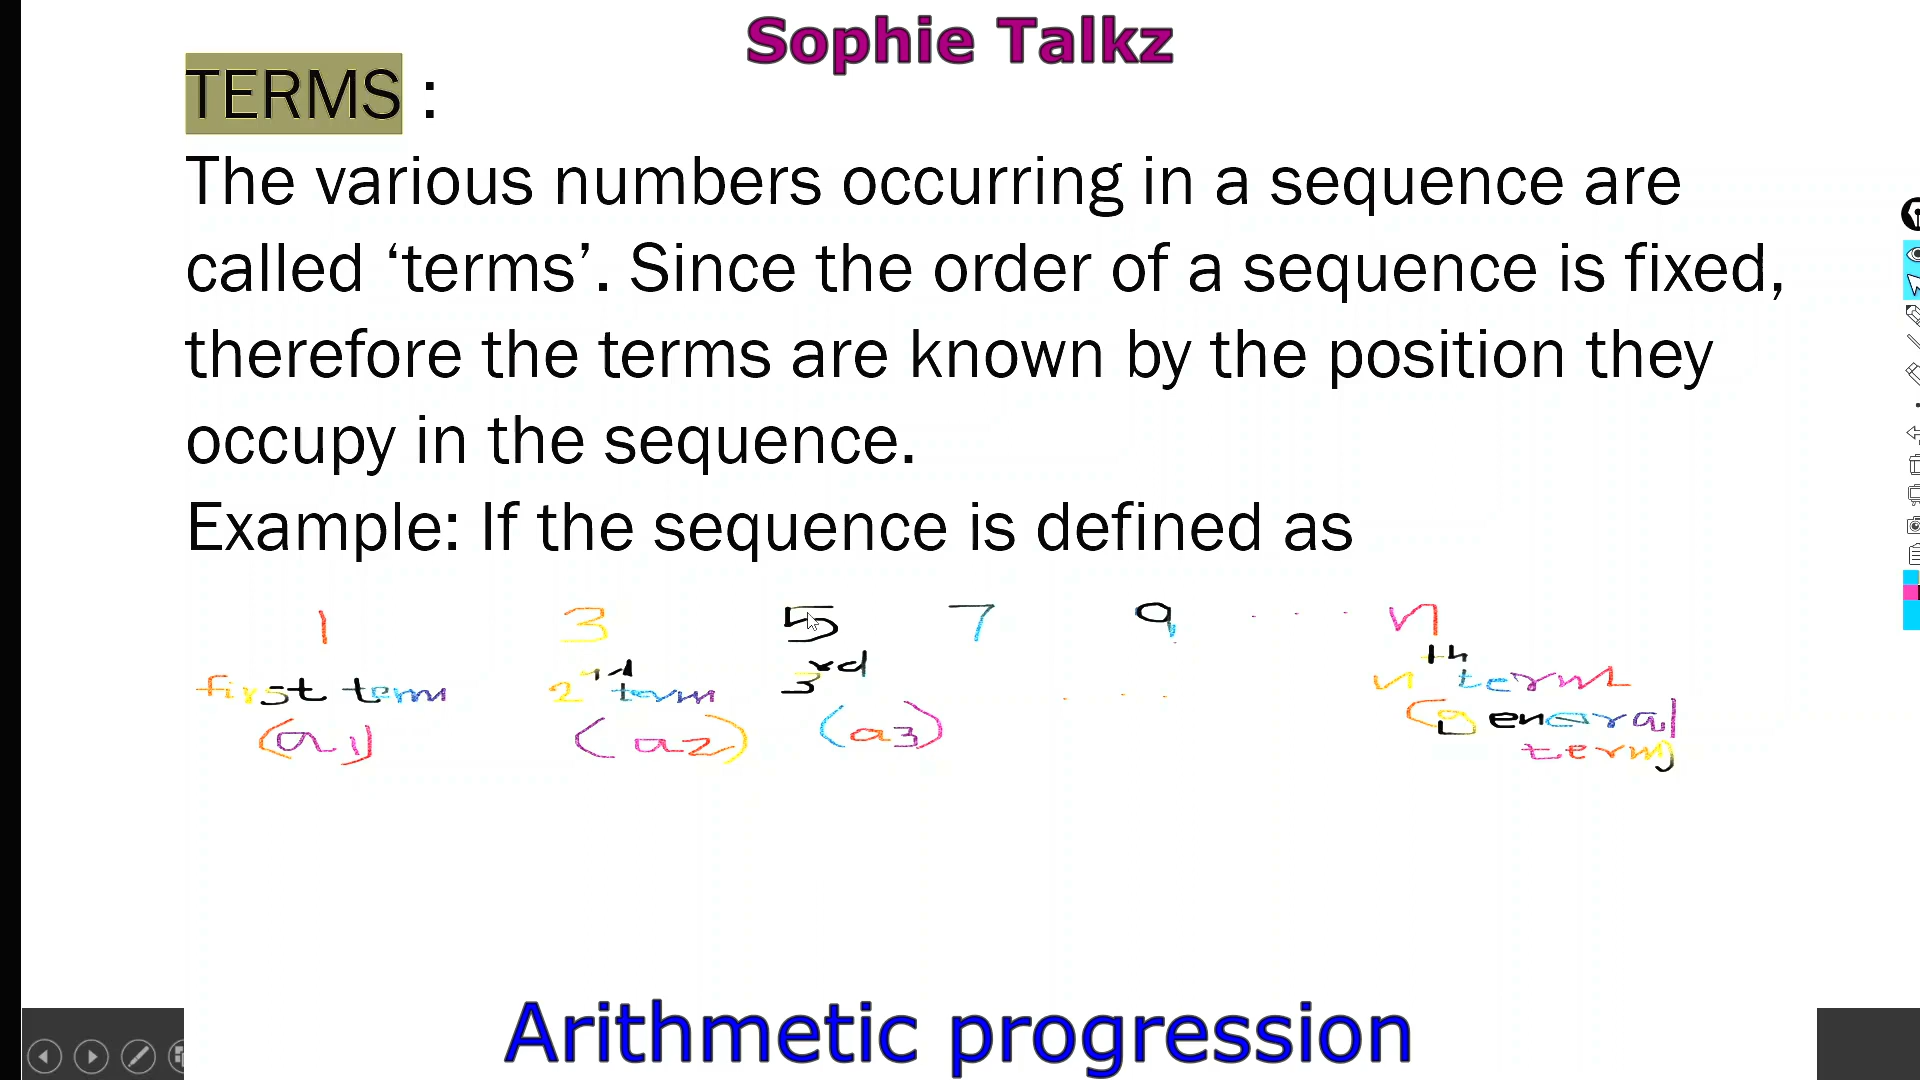 Sophie Talkz
TERMS :
The various numbers occurring in a sequence are
called ‘terms’. Since the order of a sequence is fixed,
therefore the terms are known by the position they
occupy in the sequence.
Example: If the sequence is defined as
1 3 5 7 9 ... n
first term 2nd term 3rd ... nth term
(a1) (a2) (a3) (general
term)
Arithmetic progression